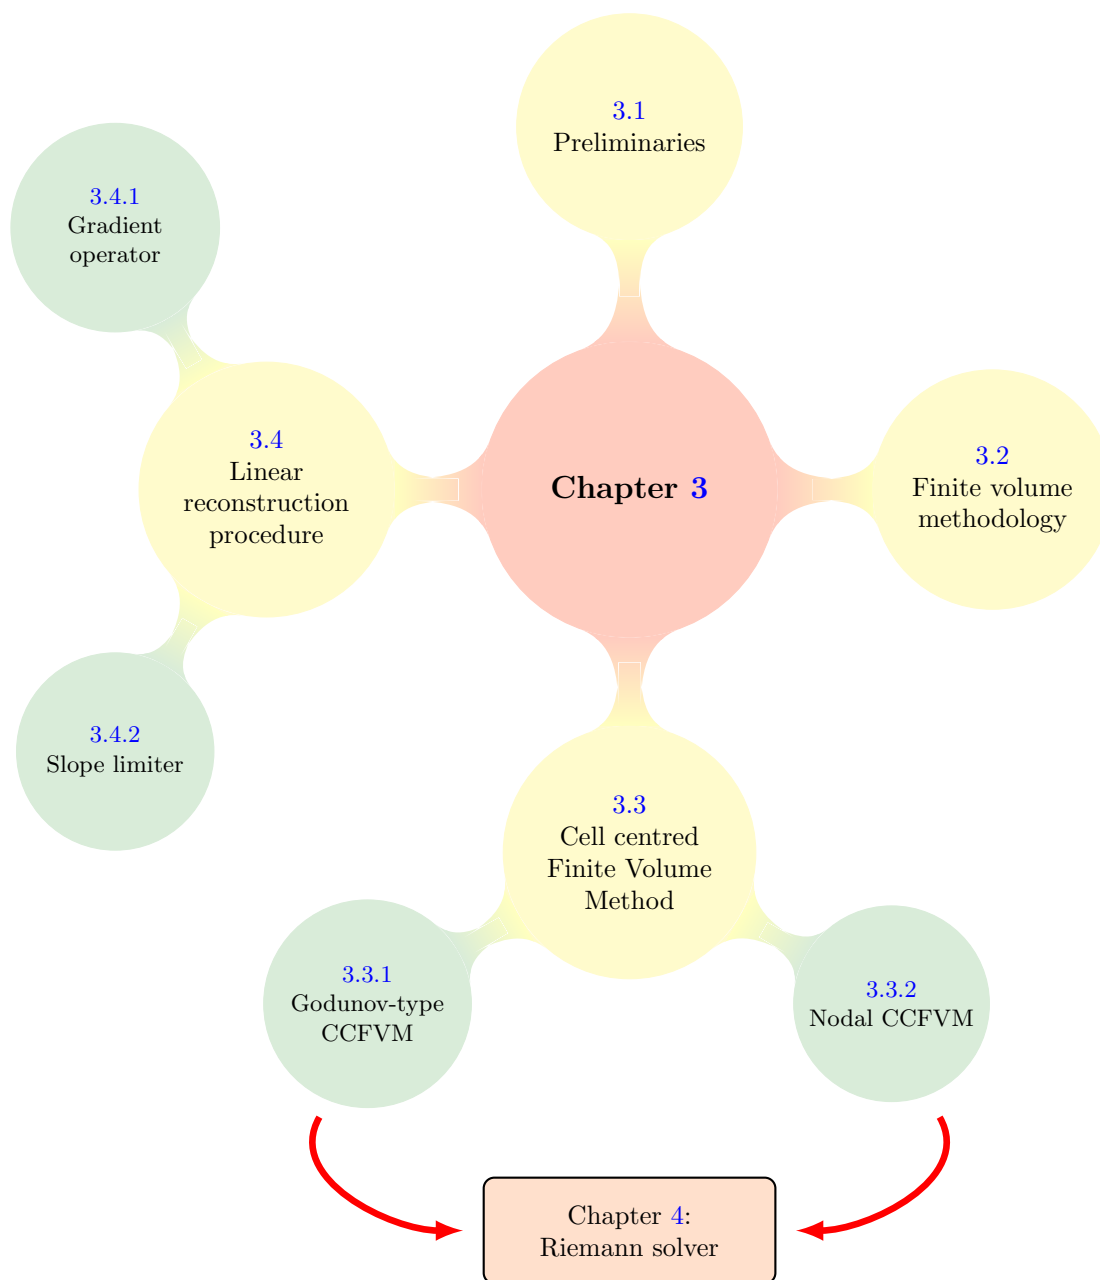 3.1
Preliminaries
3.4.1
Gradient
operator
3.4
Linear
reconstruction
procedure
Chapter 3
3.2
Finite volume
methodology
3.4.2
Slope limiter
3.3
Cell centred
Finite Volume
Method
3.3.1
Godunov-type
CCFVM
3.3.2
Nodal CCFVM
Chapter 4:
Riemann solver